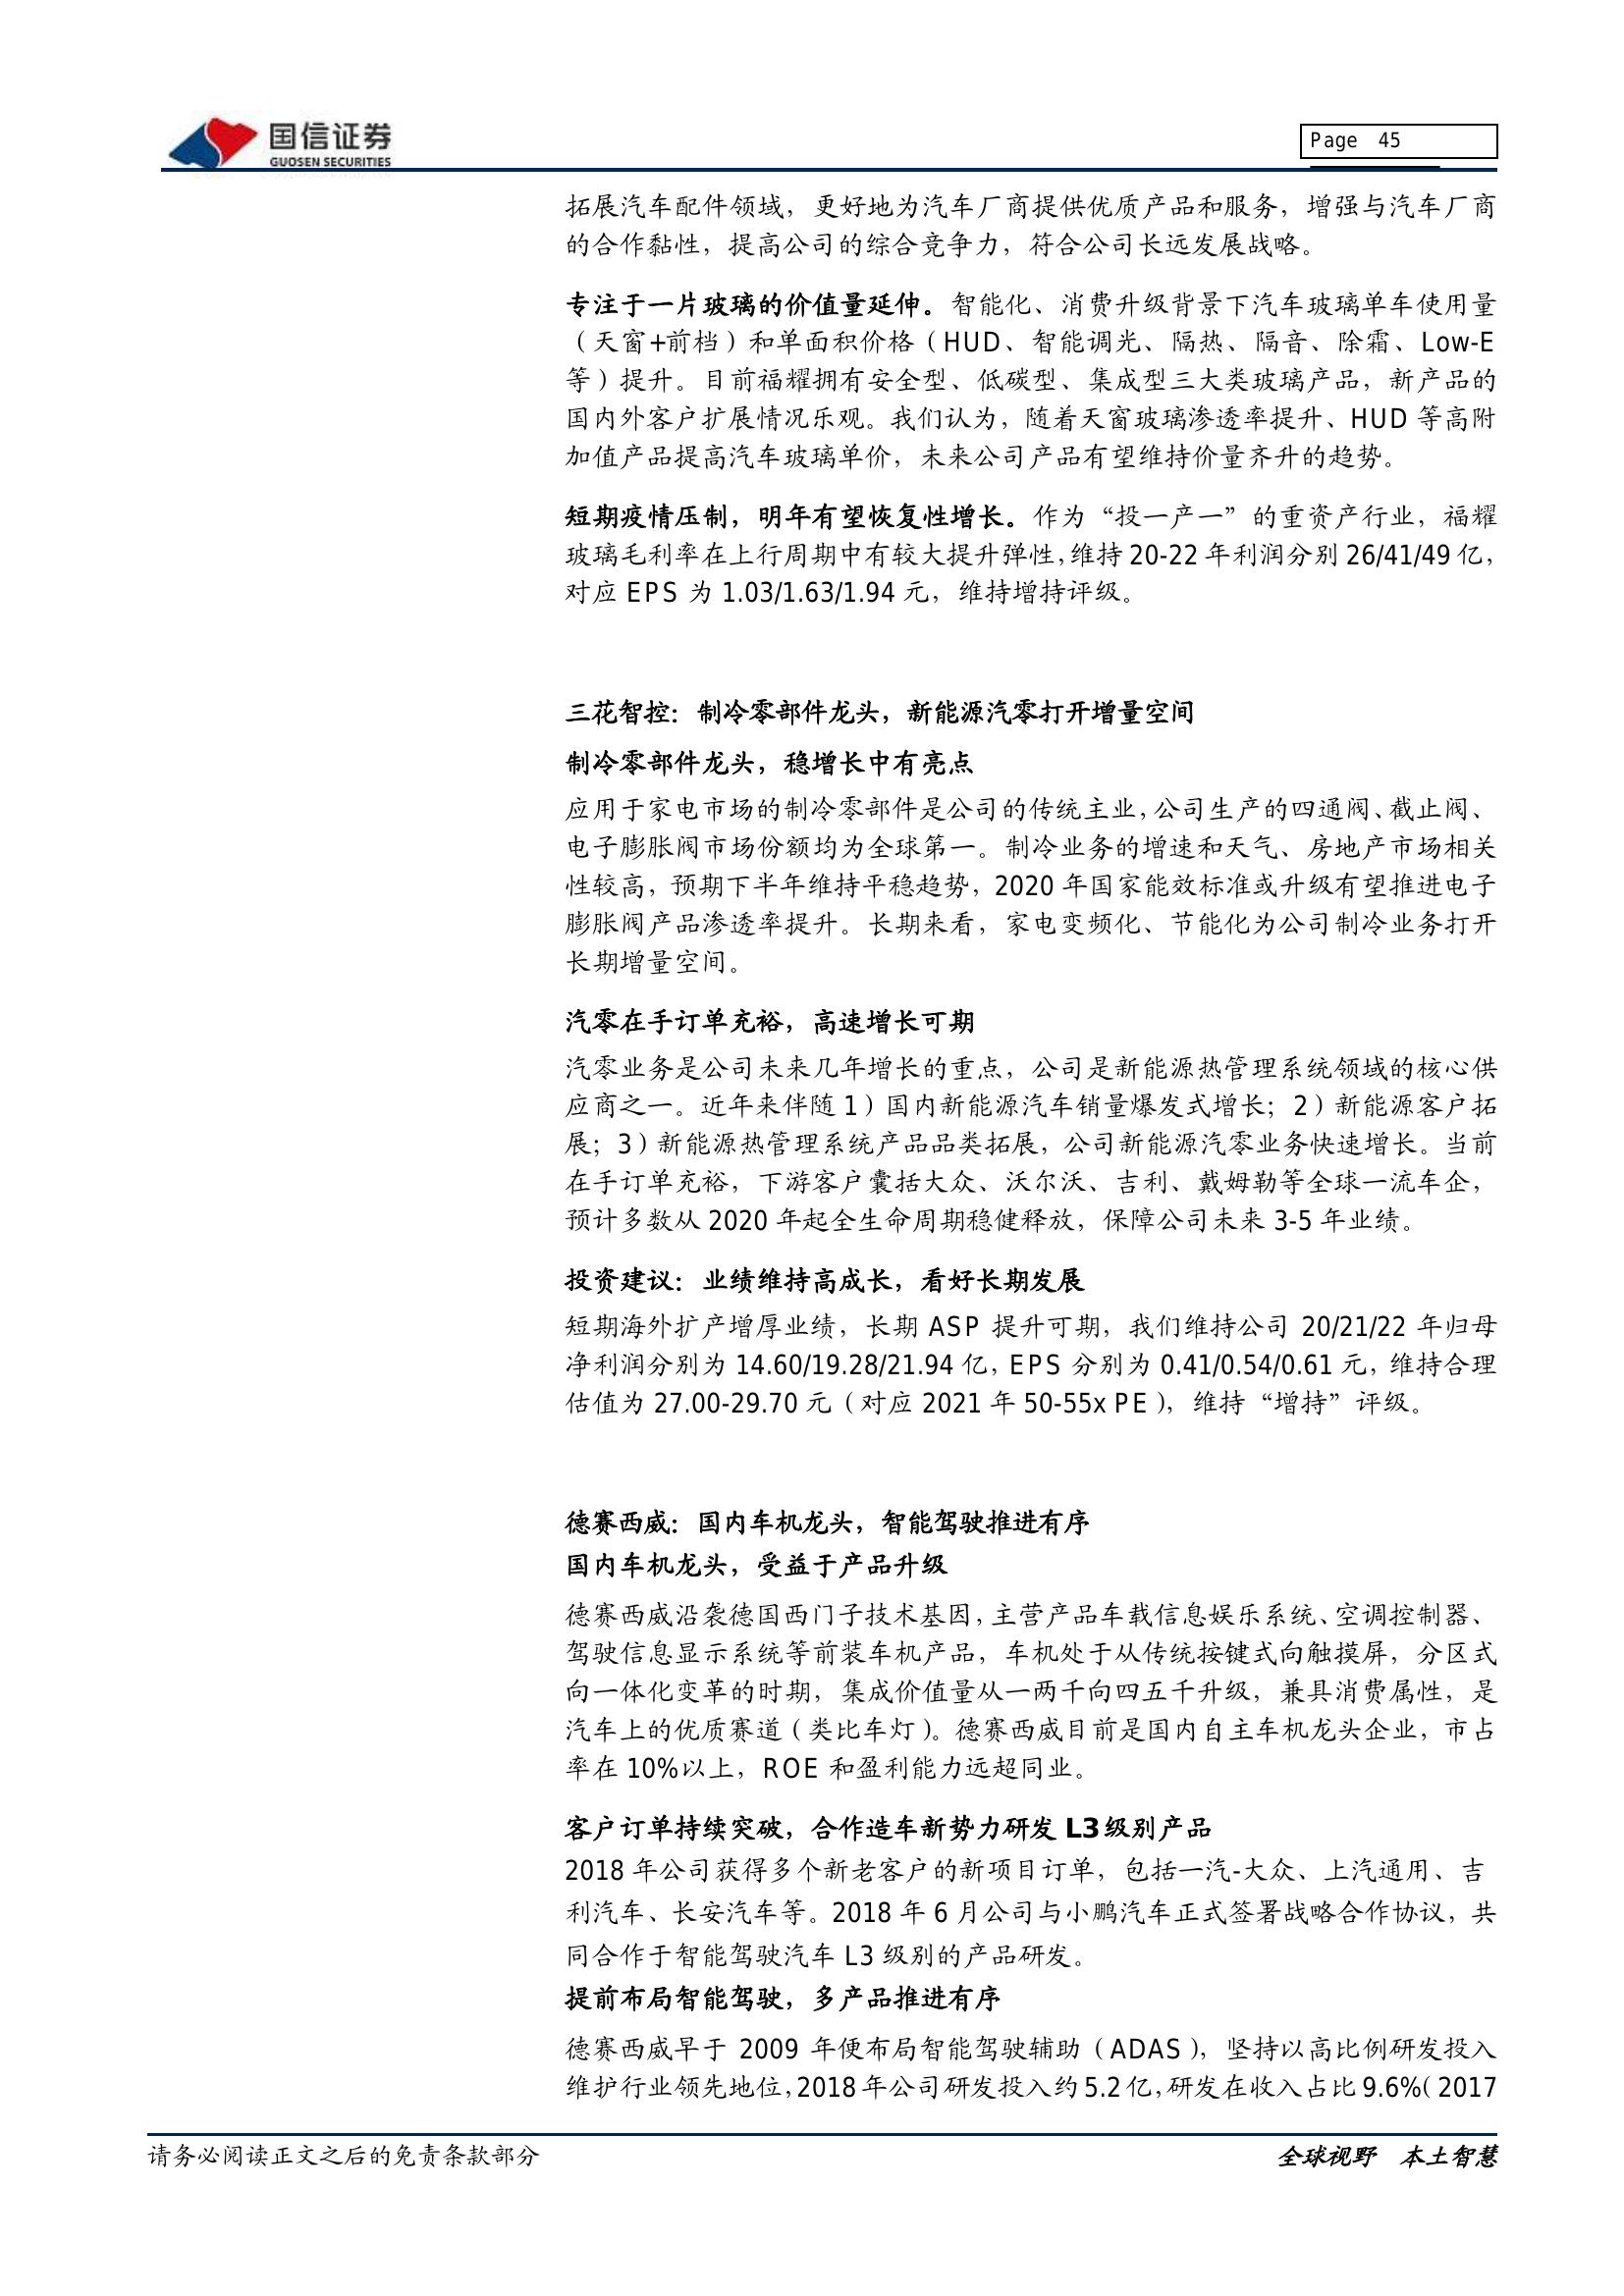 国信证券
GUOSEN SECURITIES
Page 45
拓展汽车配件领域，更好地为汽车厂商提供优质产品和服务，增强与汽车厂商
的合作黏性，提高公司的综合竞争力，符合公司长远发展战略。
专注于一片玻璃的价值量延伸。智能化、消费升级背景下汽车玻璃单车使用量
（天窗+前档）和单面积价格（HUD、智能调光、隔热、隔音、除霜、Low-E
等）提升。目前福耀拥有安全型、低碳型、集成型三大类玻璃产品，新产品的
国内外客户扩展情况乐观。我们认为，随着天窗玻璃渗透率提升、HUD 等高附
加值产品提高汽车玻璃单价，未来公司产品有望维持价量齐升的趋势。
短期疫情压制，明年有望恢复性增长。作为“投一产一”的重资产行业，福耀
玻璃毛利率在上行周期中有较大提升弹性，维持 20-22 年利润分别 26/41/49 亿，
对应 EPS 为 1.03/1.63/1.94 元，维持增持评级。
三花智控：制冷零部件龙头，新能源汽零打开增量空间
制冷零部件龙头，稳增长中有亮点
应用于家电市场的制冷零部件是公司的传统主业，公司生产的四通阀、截止阀、
电子膨胀阀市场份额均为全球第一。制冷业务的增速和天气、房地产市场相关
性较高，预期下半年维持平稳趋势，2020 年国家能效标准或升级有望推进电子
膨胀阀产品渗透率提升。长期来看，家电变频化、节能化为公司制冷业务打开
长期增量空间。
汽零在手订单充裕，高速增长可期
汽零业务是公司未来几年增长的重点，公司是新能源热管理系统领域的核心供
应商之一。近年来伴随 1）国内新能源汽车销量爆发式增长；2）新能源客户拓
展；3）新能源热管理系统产品品类拓展，公司新能源汽零业务快速增长。当前
在手订单充裕，下游客户囊括大众、沃尔沃、吉利、戴姆勒等全球一流车企，
预计多数从 2020 年起全生命周期稳健释放，保障公司未来 3-5 年业绩。
投资建议：业绩维持高成长，看好长期发展
短期海外扩产增厚业绩，长期 ASP 提升可期，我们维持公司 20/21/22 年归母
净利润分别为 14.60/19.28/21.94 亿，EPS 分别为 0.41/0.54/0.61 元，维持合理
估值为 27.00-29.70 元（对应 2021 年 50-55x PE），维持“增持”评级。
德赛西威：国内车机龙头，智能驾驶推进有序
国内车机龙头，受益于产品升级
德赛西威沿袭德国西门子技术基因，主营产品车载信息娱乐系统、空调控制器、
驾驶信息显示系统等前装车机产品，车机处于从传统按键式向触摸屏，分区式
向一体化变革的时期，集成价值量从一两千向四五千升级，兼具消费属性，是
汽车上的优质赛道（类比车灯）。德赛西威目前是国内自主车机龙头企业，市占
率在 10%以上，ROE 和盈利能力远超同业。
客户订单持续突破，合作造车新势力研发 L3 级别产品
2018 年公司获得多个新老客户的新项目订单，包括一汽-大众、上汽通用、吉
利汽车、长安汽车等。2018 年 6 月公司与小鹏汽车正式签署战略合作协议，共
同合作于智能驾驶汽车 L3 级别的产品研发。
提前布局智能驾驶，多产品推进有序
德赛西威早于 2009 年便布局智能驾驶辅助（ADAS），坚持以高比例研发投入
维护行业领先地位，2018 年公司研发投入约 5.2 亿，研发在收入占比 9.6%（2017
请务必阅读正文之后的免责条款部分
全球视野 本土智慧